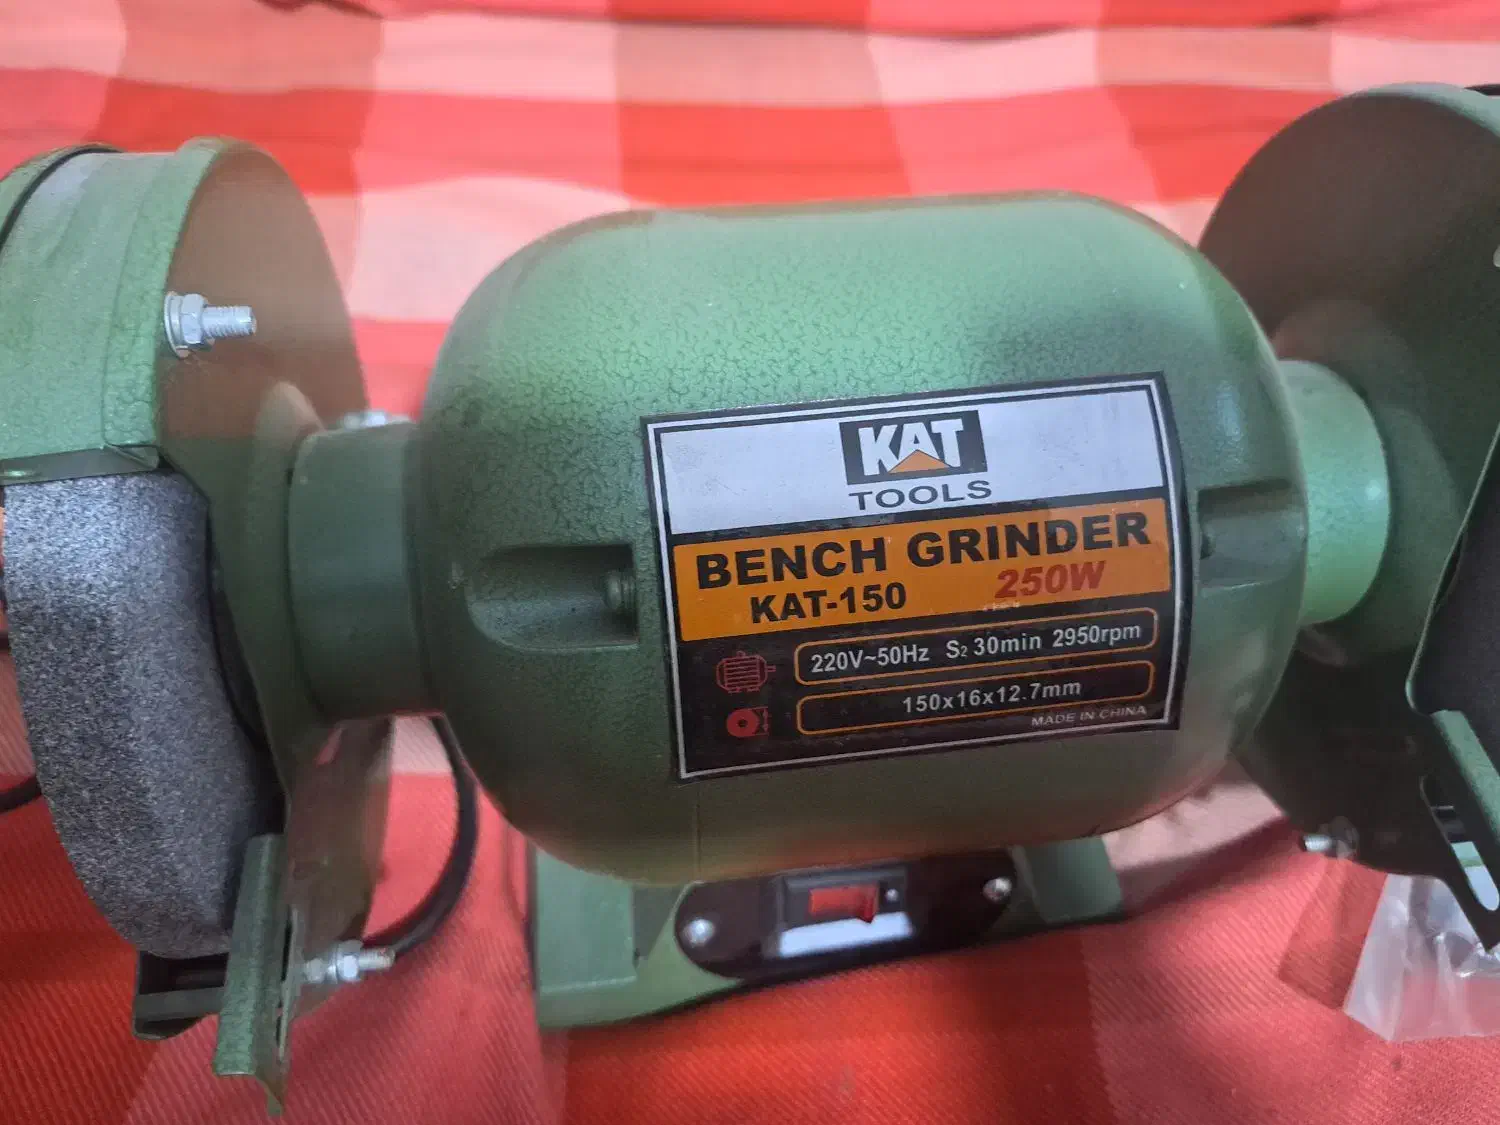 KAT
TOOLS
BENCH GRINDER
KAT-150 250W
220V~50Hz S₂ 30min 2950rpm
150x16x12.7mm
MADE IN CHINA